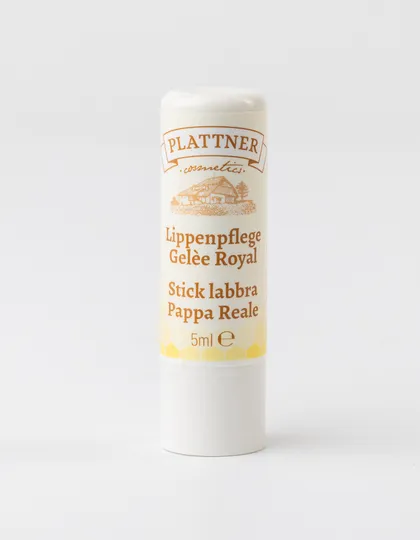 PLATTNER
·cosmetics·
Lippenpflege
Gelèe Royal
Stick labbra
Pappa Reale
5ml ℮